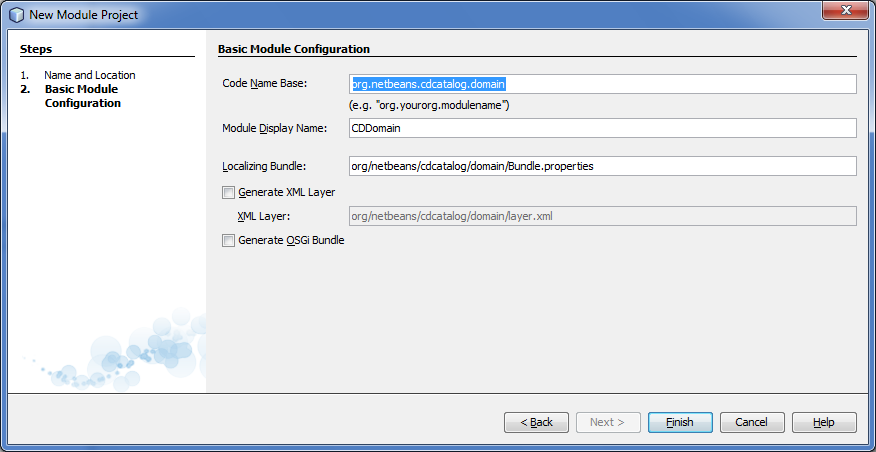 New Module Project
Steps
1. Name and Location
2. Basic Module
Configuration
Basic Module Configuration
Code Name Base: org.netbeans.cdcatalog.domain
(e.g. "org.yourorg.modulename")
Module Display Name: CDDomain
Localizing Bundle: org/netbeans/cdcatalog/domain/Bundle.properties
Generate XML Layer
XML Layer: org/netbeans/cdcatalog/domain/layer.xml
Generate OSGi Bundle
< Back Next > Finish Cancel Help